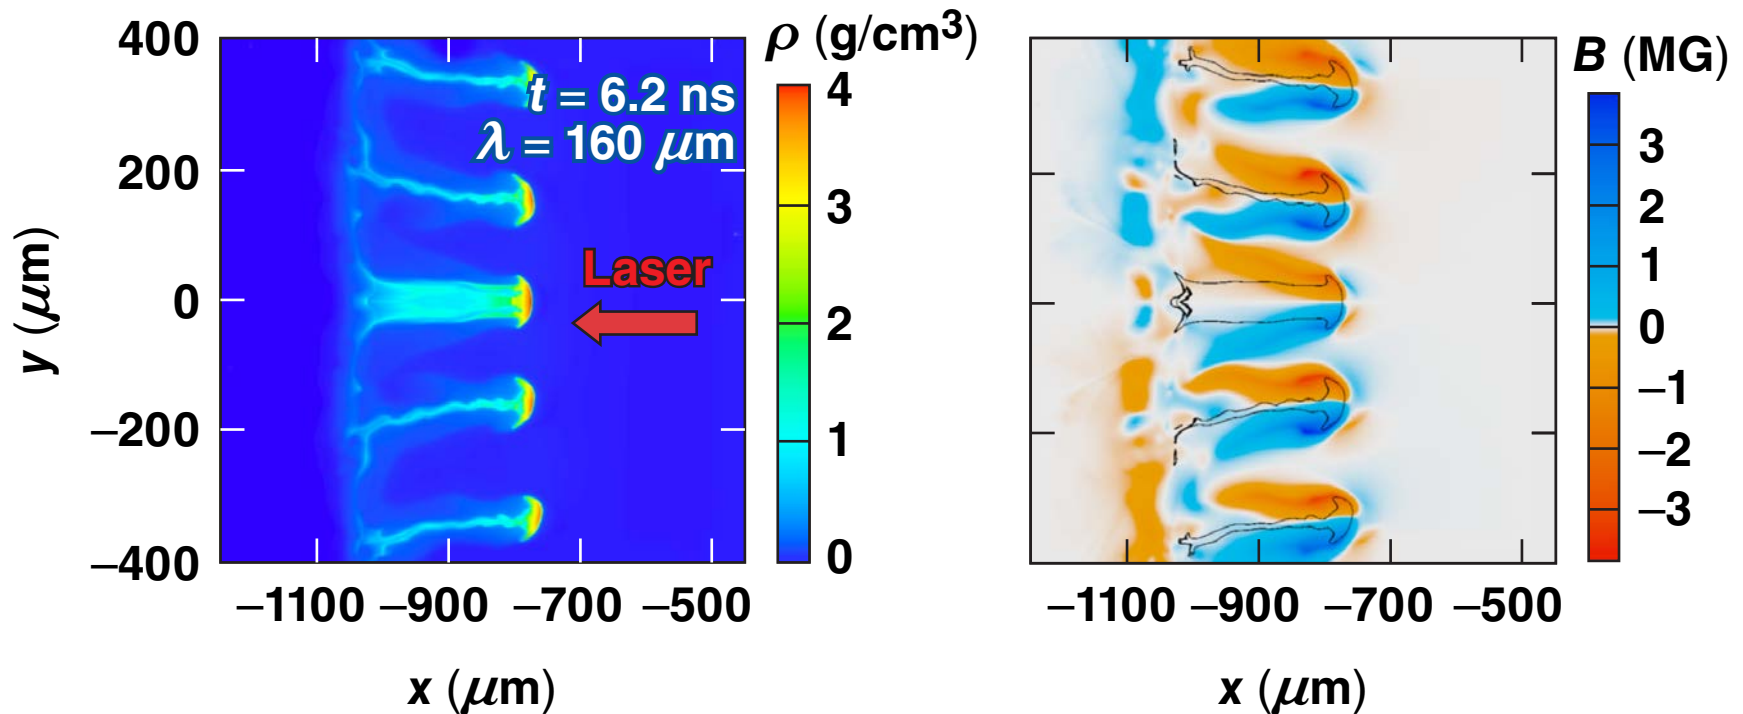 ρ (g/cm³)
t = 6.2 ns
λ = 160 μm
Laser
y (μm)
400
200
0
–200
–400
–1100 –900 –700 –500
x (μm)
4
3
2
1
0
B (MG)
3
2
1
0
–1
–2
–3
–1100 –900 –700 –500
x (μm)